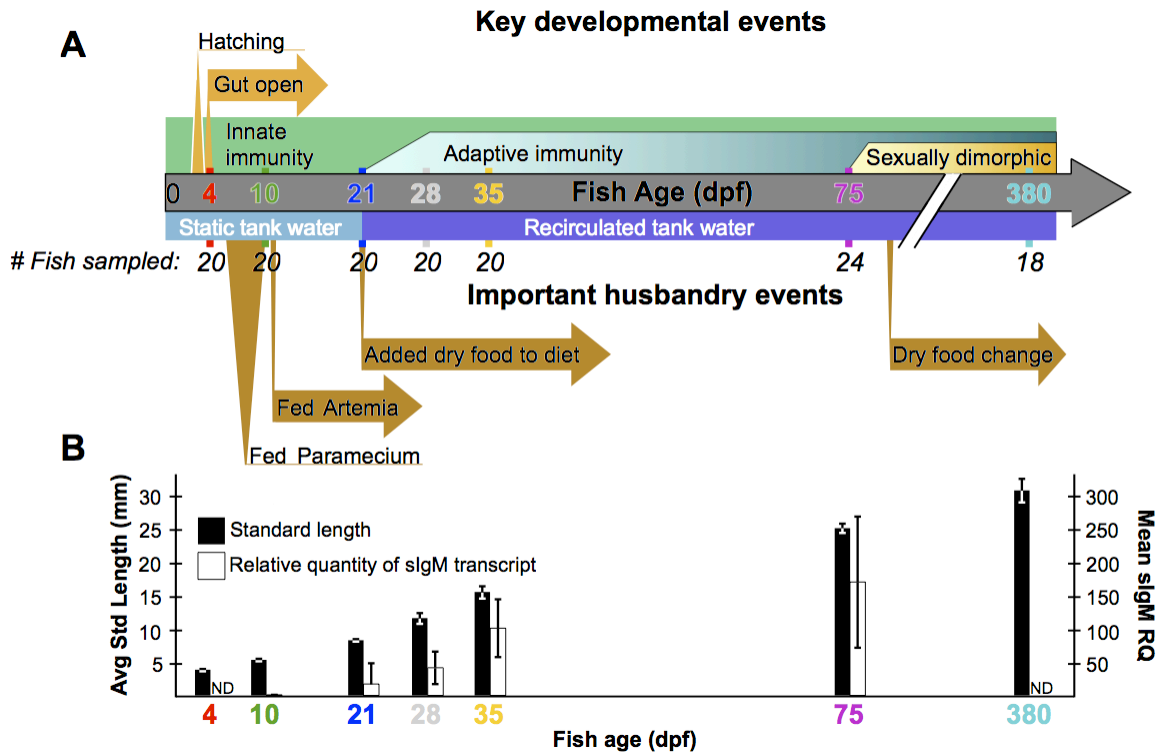 Key developmental events
A
Hatching
Gut open
Innate
immunity
Adaptive immunity
Sexually dimorphic
0 4 10 21 28 35 Fish Age (dpf) 75 380
Static tank water Recirculated tank water
# Fish sampled: 20 20 20 20 20 24 18
Important husbandry events
Added dry food to diet
Dry food change
Fed Artemia
Fed Paramecium
B
Avg Std Length (mm)
30
25
20
15
10
5
Standard length
Relative quantity of sIgM transcript
ND
ND
300
250
200
150
100
50
Mean sIgM RQ
4 10 21 28 35 75 380
Fish age (dpf)